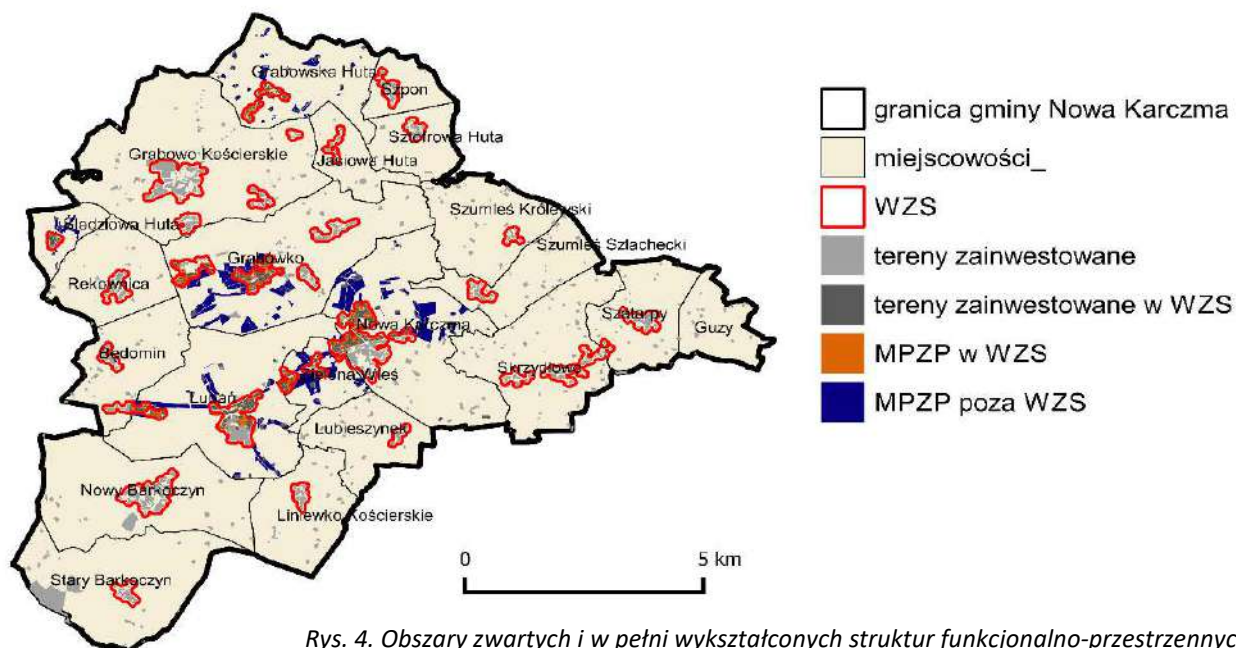 Grabowska Huta
Szpon
Sztofrowa Huta
Grabowo Kościerskie
Jasiowa Huta
Szumleś Królewski
Śledziowa Huta
Szumleś Szlachecki
Grabówko
Rekownica
Szatarpy
Guzy
Nowa Karczma
Będomin
Skrzydłowo
Lubieszynek
Nowy Barkoczyn
Liniewko Kościerskie
Stary Barkoczyn
granica gminy Nowa Karczma
miejscowości_
WZS
tereny zainwestowane
tereny zainwestowane w WZS
MPZP w WZS
MPZP poza WZS
0 5 km
Rys. 4. Obszary zwartych i w pełni wykształconych struktur funkcjonalno-przestrzennyc